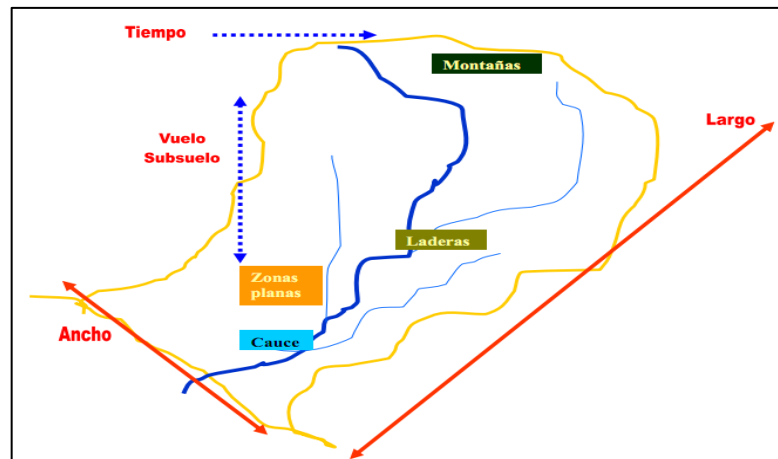 Tiempo
Montañas
Largo
Vuelo
Subsuelo
Laderas
Zonas
planas
Ancho
Cauce